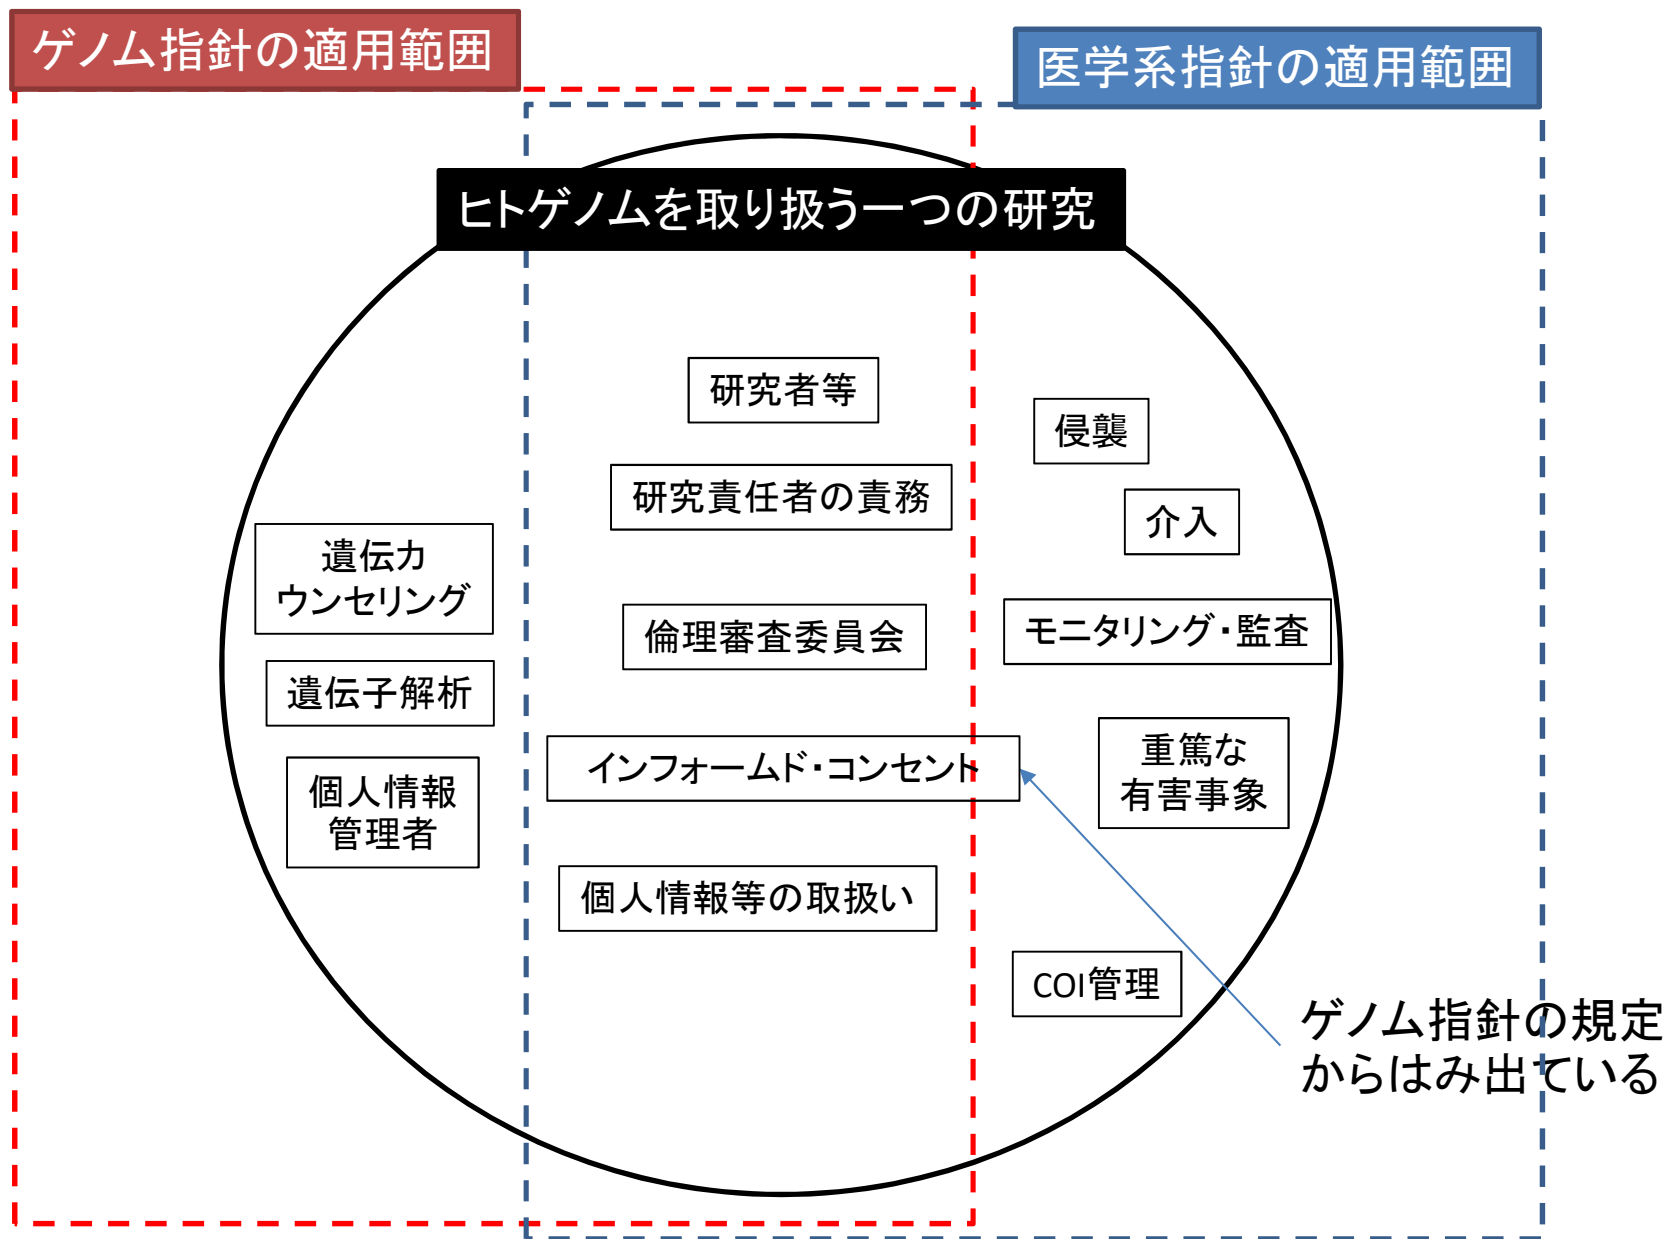 ゲノム指針の適用範囲
医学系指針の適用範囲
ヒトゲノムを取り扱う一つの研究
研究者等
侵襲
研究責任者の責務
介入
遺伝カ
ウンセリング
倫理審査委員会
モニタリング・監査
遺伝子解析
インフォームド・コンセント
重篤な
有害事象
個人情報
管理者
個人情報等の取扱い
COI管理
ゲノム指針の規定
からはみ出ている